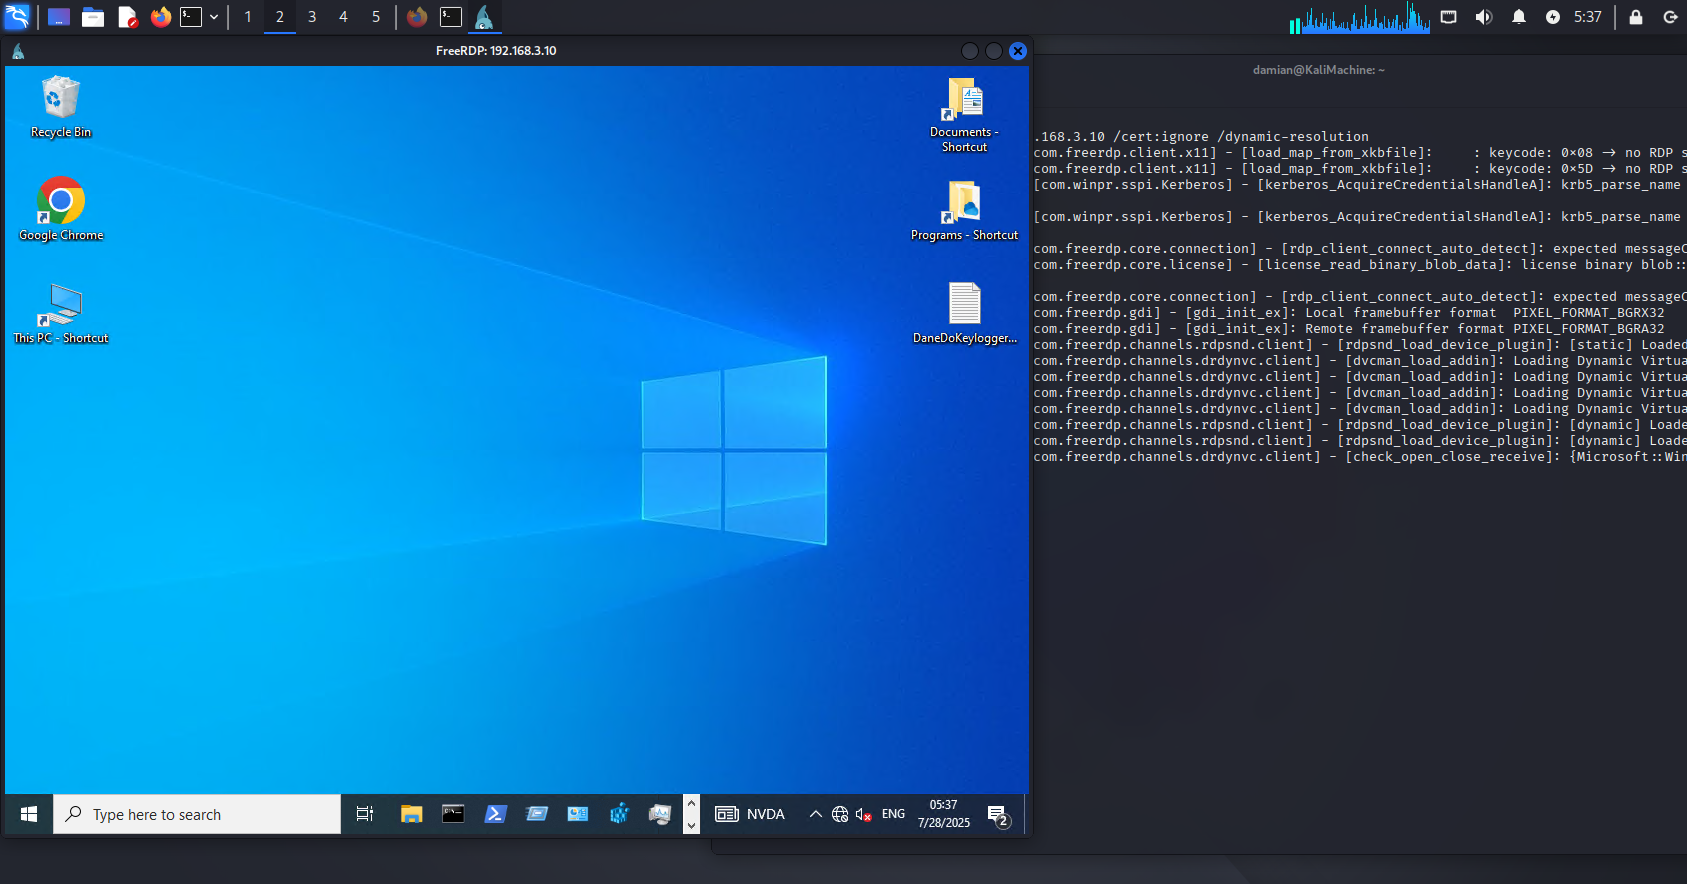 1 2 3 4 5
5:37
FreeRDP: 192.168.3.10
damian@KaliMachine: ~
Recycle Bin
Google Chrome
This PC - Shortcut
Documents - Shortcut
Programs - Shortcut
DaneDoKeylogger...
.168.3.10 /cert:ignore /dynamic-resolution
com.freerdp.client.x11] - [load_map_from_xkbfile]:     : keycode: 0×08 → no RDP s
com.freerdp.client.x11] - [load_map_from_xkbfile]:     : keycode: 0×5D → no RDP s
[com.winpr.sspi.Kerberos] - [kerberos_AcquireCredentialsHandleA]: krb5_parse_name
[com.winpr.sspi.Kerberos] - [kerberos_AcquireCredentialsHandleA]: krb5_parse_name
com.freerdp.core.connection] - [rdp_client_connect_auto_detect]: expected messageC
com.freerdp.core.license] - [license_read_binary_blob_data]: license binary blob::
com.freerdp.core.connection] - [rdp_client_connect_auto_detect]: expected messageC
com.freerdp.gdi] - [gdi_init_ex]: Local framebuffer format  PIXEL_FORMAT_BGRX32
com.freerdp.gdi] - [gdi_init_ex]: Remote framebuffer format PIXEL_FORMAT_BGRA32
com.freerdp.channels.rdpsnd.client] - [rdpsnd_load_device_plugin]: [static] Loaded
com.freerdp.channels.drdynvc.client] - [dvcman_load_addin]: Loading Dynamic Virtua
com.freerdp.channels.drdynvc.client] - [dvcman_load_addin]: Loading Dynamic Virtua
com.freerdp.channels.drdynvc.client] - [dvcman_load_addin]: Loading Dynamic Virtua
com.freerdp.channels.drdynvc.client] - [dvcman_load_addin]: Loading Dynamic Virtua
com.freerdp.channels.rdpsnd.client] - [rdpsnd_load_device_plugin]: [dynamic] Loade
com.freerdp.channels.rdpsnd.client] - [rdpsnd_load_device_plugin]: [dynamic] Loade
com.freerdp.channels.drdynvc.client] - [check_open_close_receive]: {Microsoft::Win
Type here to search
NVDA
ENG
05:37
7/28/2025
2